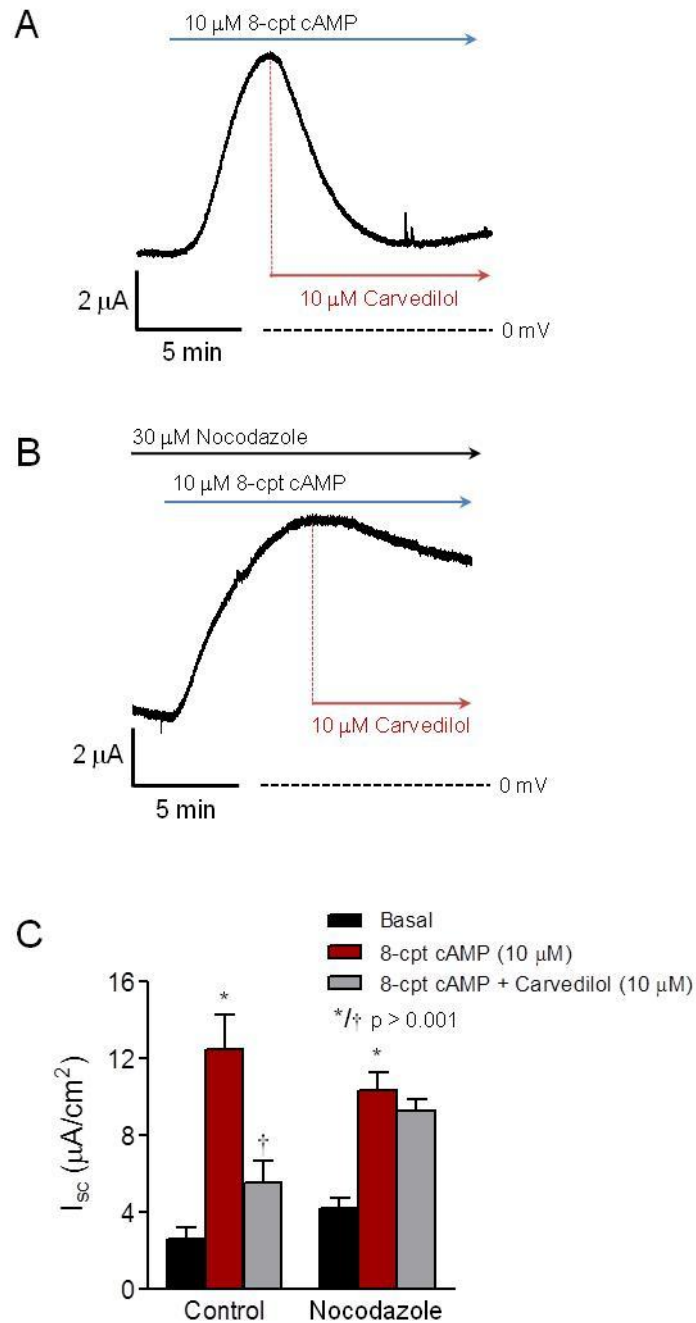 A
10 μM 8-cpt cAMP
10 μM Carvedilol
2 μA
5 min
0 mV
B
30 μM Nocodazole
10 μM 8-cpt cAMP
10 μM Carvedilol
2 μA
5 min
0 mV
C
Basal
8-cpt cAMP (10 μM)
8-cpt cAMP + Carvedilol (10 μM)
*/† p > 0.001
16
12
8
4
0
I_SC (μA/cm²)
*
†
*
Control
Nocodazole